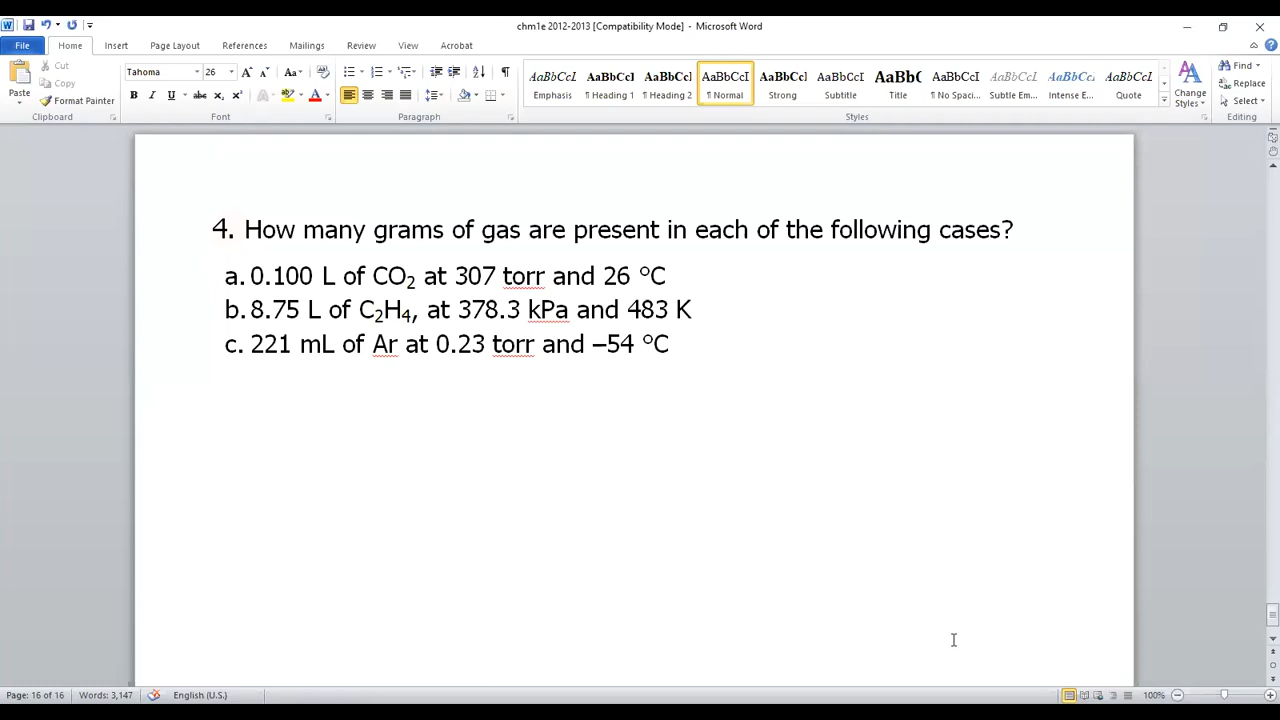 chm1e 2012-2013 [Compatibility Mode] - Microsoft Word
File Home Insert Page Layout References Mailings Review View Acrobat
Paste
Cut
Copy
Format Painter
Clipboard
Tahoma 26
Font
Paragraph
AaBbCcI AaBbCcI AaBbCcI AaBbCcI AaBbCc AaBbCcI AaBb( AaBbCcI AaBbCcI AaBbCcI AaBbCcI
Emphasis ¶ Heading 1 ¶ Heading 2 ¶ Normal Strong Subtitle Title ¶ No Spaci... Subtle Em... Intense E... Quote
Styles
Change Styles
Find
Replace
Select
Editing
4. How many grams of gas are present in each of the following cases?
a. 0.100 L of CO₂ at 307 torr and 26 °C
b. 8.75 L of C₂H₄, at 378.3 kPa and 483 K
c. 221 mL of Ar at 0.23 torr and –54 °C
Page: 16 of 16 Words: 3,147 English (U.S.) 100%